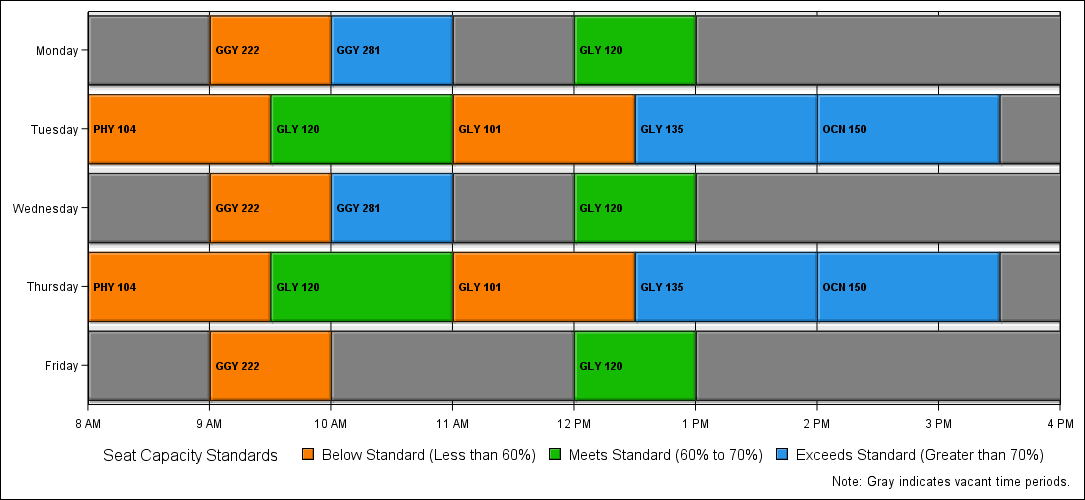 Monday GGY 222 GGY 281 GLY 120
Tuesday PHY 104 GLY 120 GLY 101 GLY 135 OCN 150
Wednesday GGY 222 GGY 281 GLY 120
Thursday PHY 104 GLY 120 GLY 101 GLY 135 OCN 150
Friday GGY 222 GLY 120
8 AM 9 AM 10 AM 11 AM 12 PM 1 PM 2 PM 3 PM 4 PM
Seat Capacity Standards Below Standard (Less than 60%) Meets Standard (60% to 70%) Exceeds Standard (Greater than 70%)
Note: Gray indicates vacant time periods.